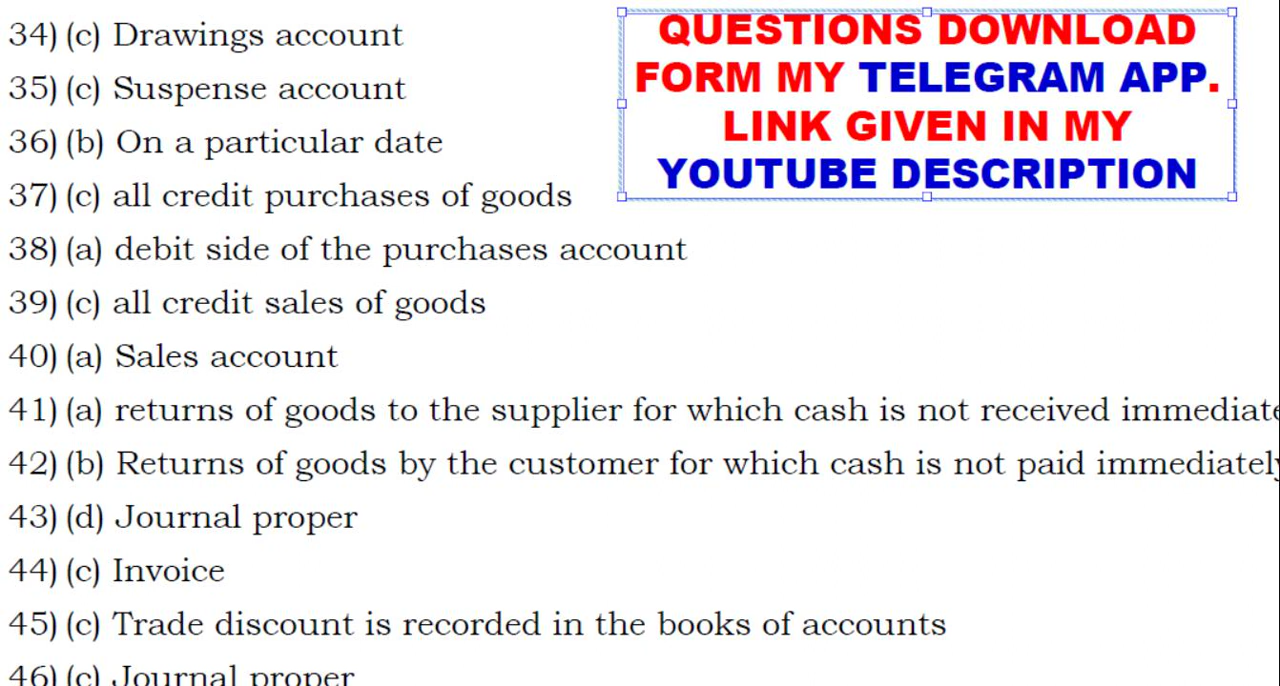 34) (c) Drawings account
QUESTIONS DOWNLOAD
FORM MY TELEGRAM APP.
LINK GIVEN IN MY
YOUTUBE DESCRIPTION
35) (c) Suspense account
36) (b) On a particular date
37) (c) all credit purchases of goods
38) (a) debit side of the purchases account
39) (c) all credit sales of goods
40) (a) Sales account
41) (a) returns of goods to the supplier for which cash is not received immediate
42) (b) Returns of goods by the customer for which cash is not paid immediately
43) (d) Journal proper
44) (c) Invoice
45) (c) Trade discount is recorded in the books of accounts
46) (c) Journal proper